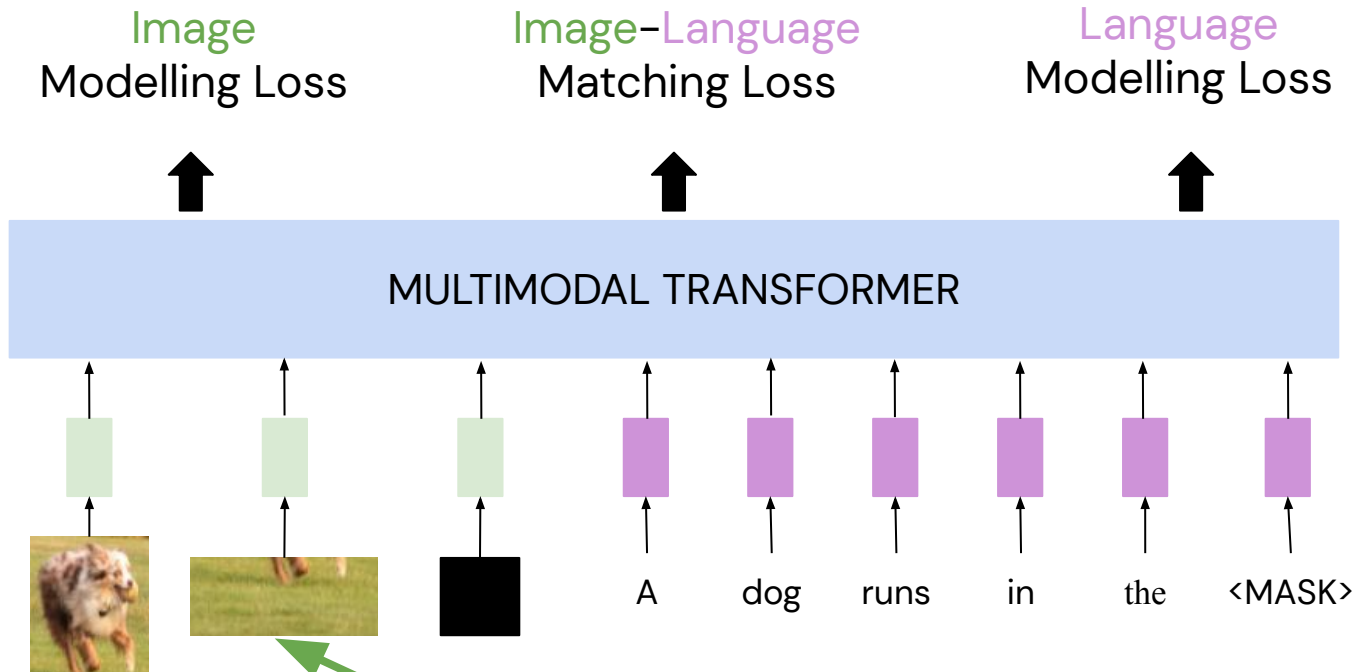 Image
Modelling Loss
Image-Language
Matching Loss
Language
Modelling Loss
MULTIMODAL TRANSFORMER
A dog runs in the <MASK>